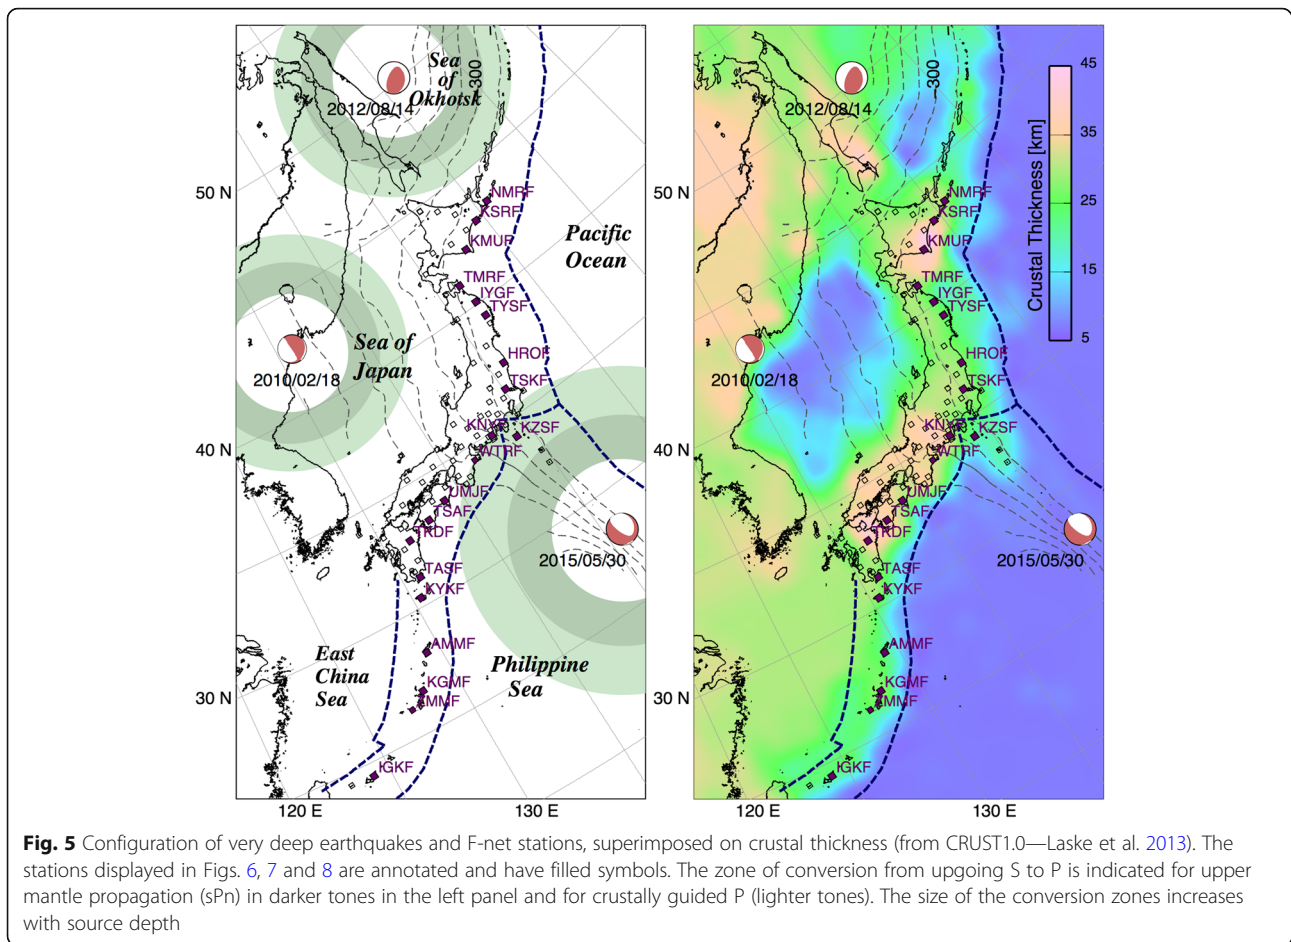 Sea
of
Okhotsk
300
2012/08/14
50 N
NMRF
KSRF
KMUF
Pacific
Ocean
TMRF
IYGF
TYSF
Sea of
Japan
HROF
2010/02/18
TSKF
40 N
KZSF
WTRF
UMJF
TSAF
TKDF
2015/05/30
TASF
KYKF
East
China
Sea
AMMF
Philippine
Sea
KGMF
30 N
IGKF
120 E
130 E
300
2012/08/14
45
35
25
15
5
Crustal Thickness [km]
NMRF
KSRF
KMUF
TMRF
IYGF
TYSF
HROF
2010/02/18
TSKF
KZSF
WTRF
UMJF
TSAF
TKDF
2015/05/30
TASF
KYKF
AMMF
KGMF
IGKF
120 E
130 E
Fig. 5 Configuration of very deep earthquakes and F-net stations, superimposed on crustal thickness (from CRUST1.0—Laske et al. 2013). The
stations displayed in Figs. 6, 7 and 8 are annotated and have filled symbols. The zone of conversion from upgoing S to P is indicated for upper
mantle propagation (sPn) in darker tones in the left panel and for crustally guided P (lighter tones). The size of the conversion zones increases
with source depth